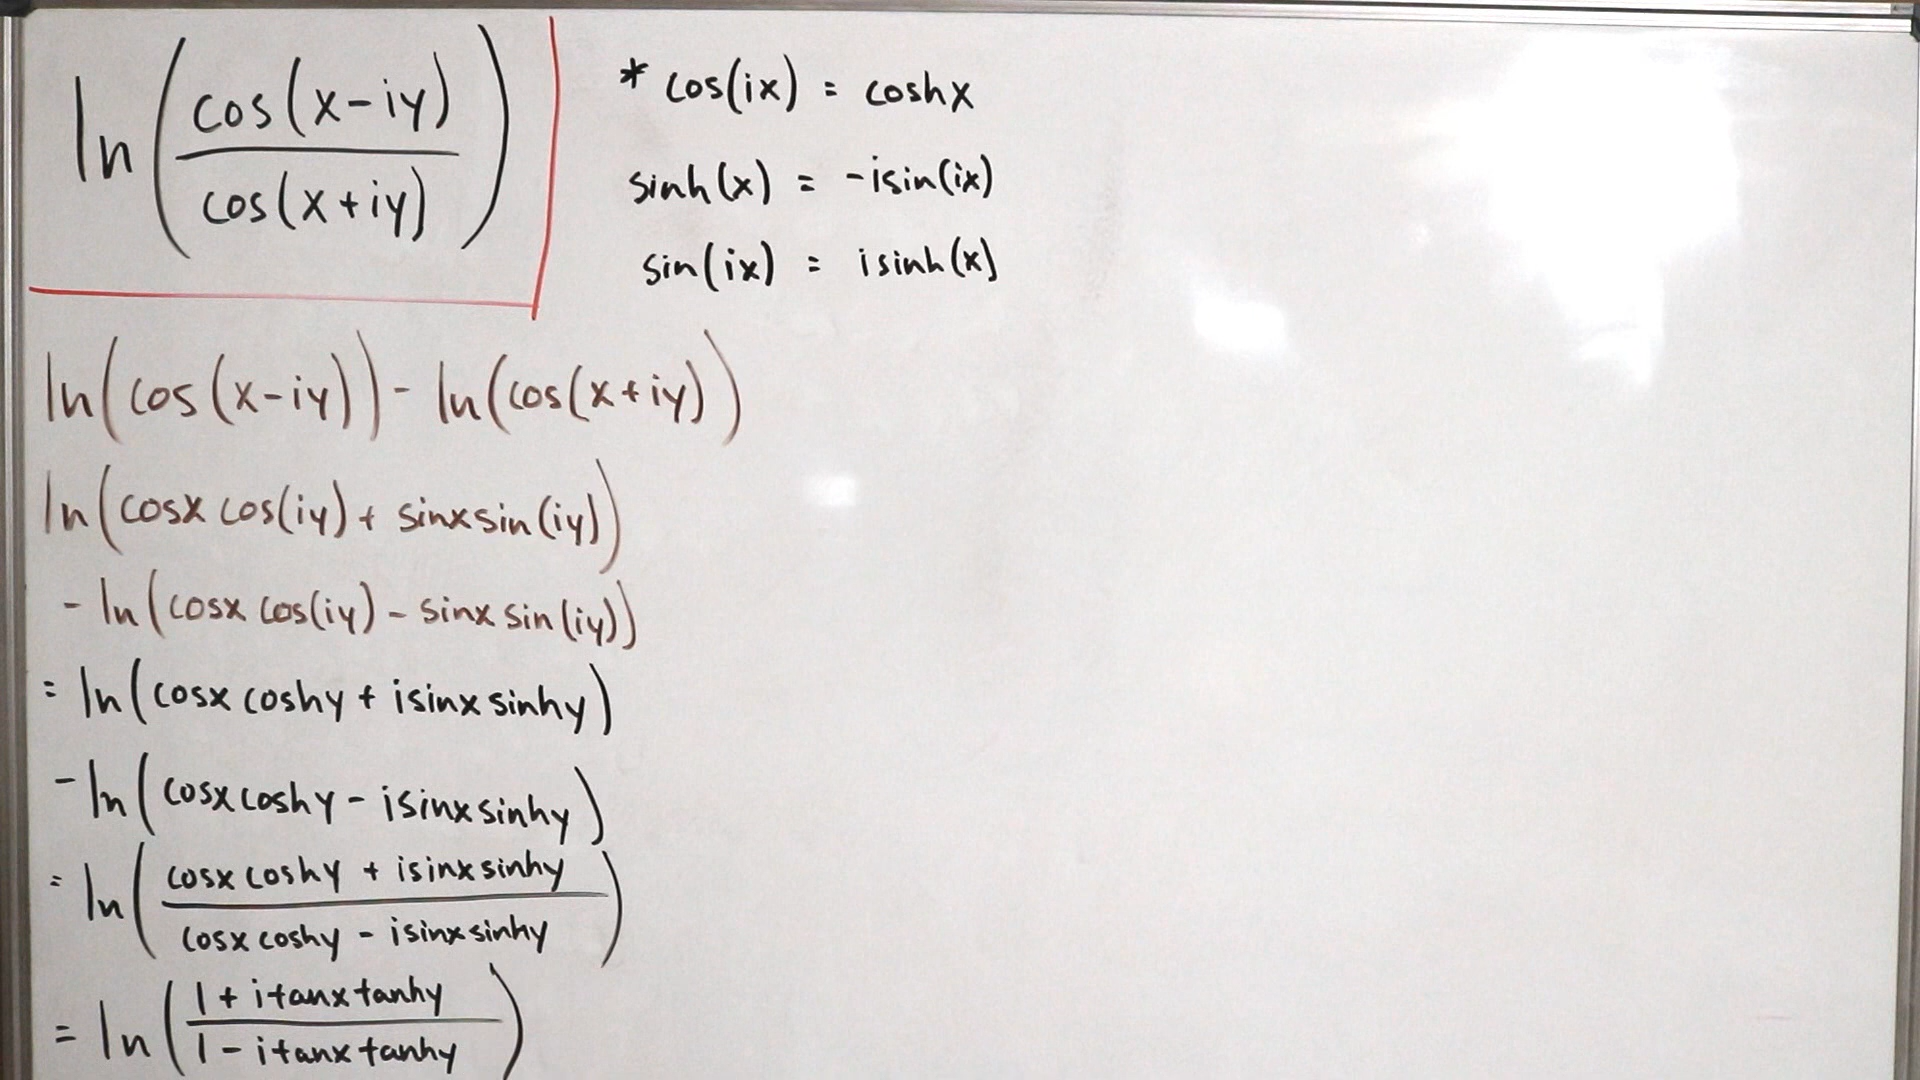 ln(cos(x-iy)/cos(x+iy))
* cos(ix) = coshx
sinh(x) = -isin(ix)
sin(ix) = isinh(x)
ln(cos(x-iy)) - ln(cos(x+iy))
ln(cosx cos(iy) + sinx sin(iy))
- ln(cosx cos(iy) - sinx sin(iy))
= ln(cosx coshy + isinx sinhy)
- ln(cosx coshy - isinx sinhy)
= ln((cosx coshy + isinx sinhy)/(cosx coshy - isinx sinhy))
= ln((1 + itanx tanhy)/(1 - itanx tanhy))